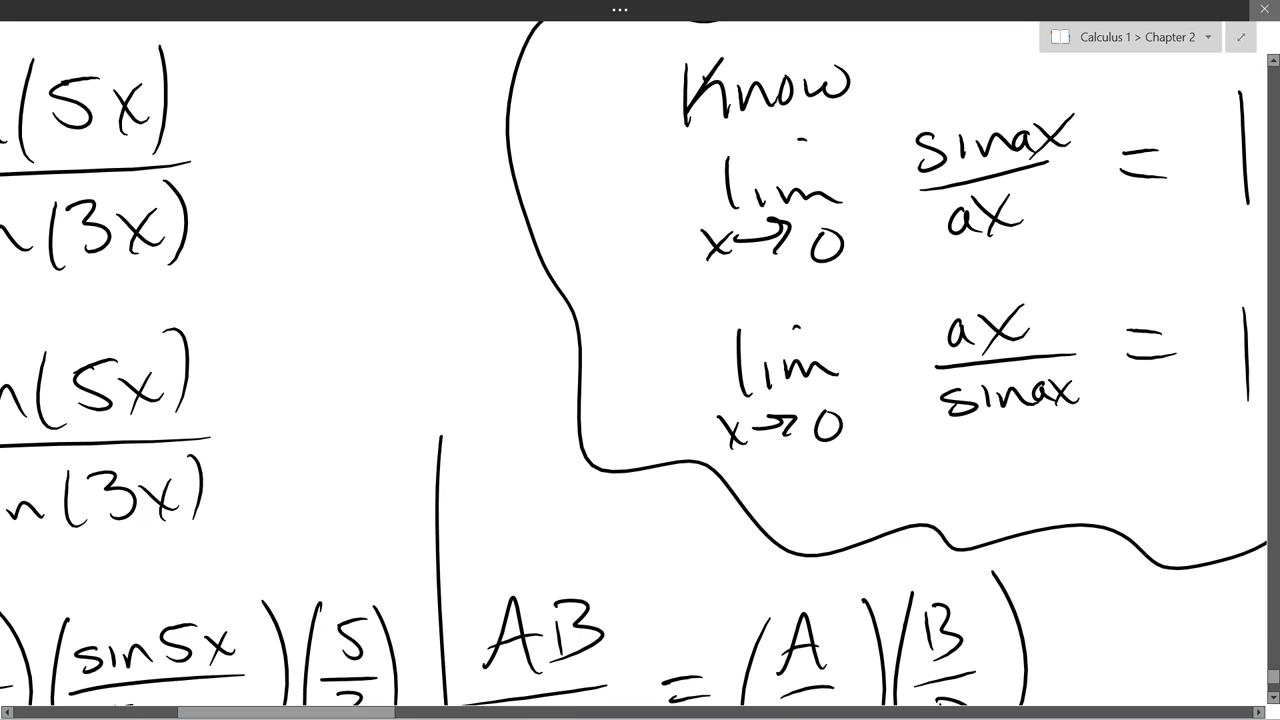 Calculus 1 > Chapter 2
(5x)
n(3x)
Know
lim x→0 sinax/ax = 1
lim x→0 ax/sinax = 1
n(5x)
n(3x)
) (sin5x) (5
AB = (A) (B)